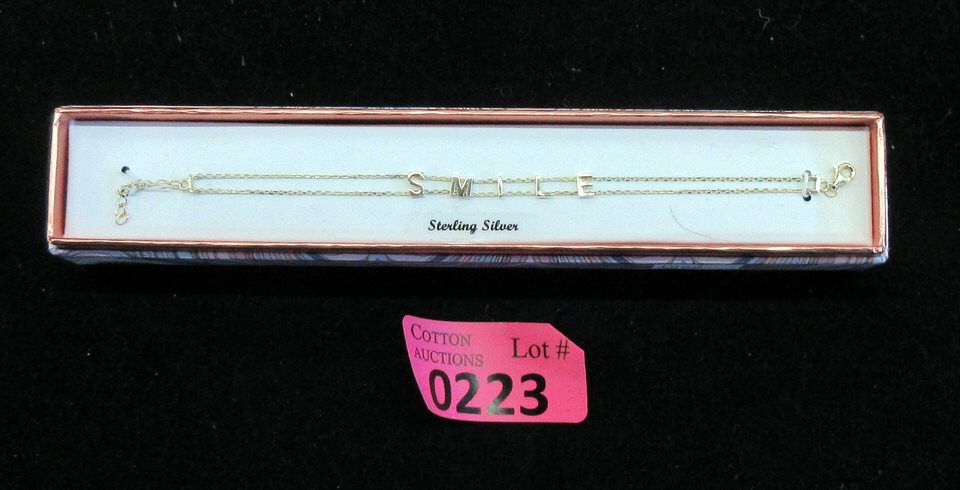 SMILE
Sterling Silver
COTTON
AUCTIONS
Lot #
0223